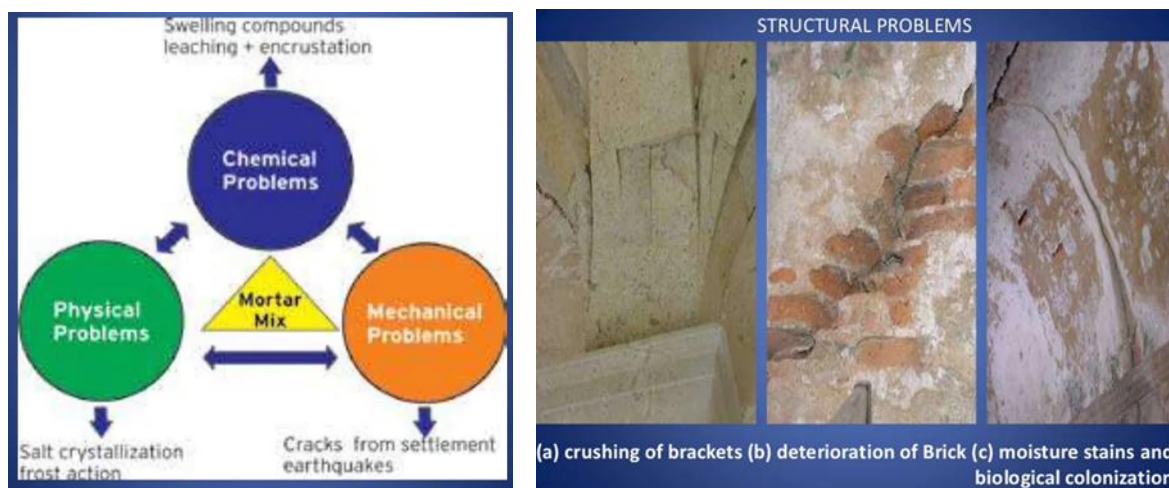 Swelling compounds
leaching + encrustation
Chemical
Problems
Physical
Problems
Mortar
Mix
Mechanical
Problems
Salt crystallization
frost action
Cracks from settlement
earthquakes
STRUCTURAL PROBLEMS
(a) crushing of brackets (b) deterioration of Brick (c) moisture stains and
biological colonization